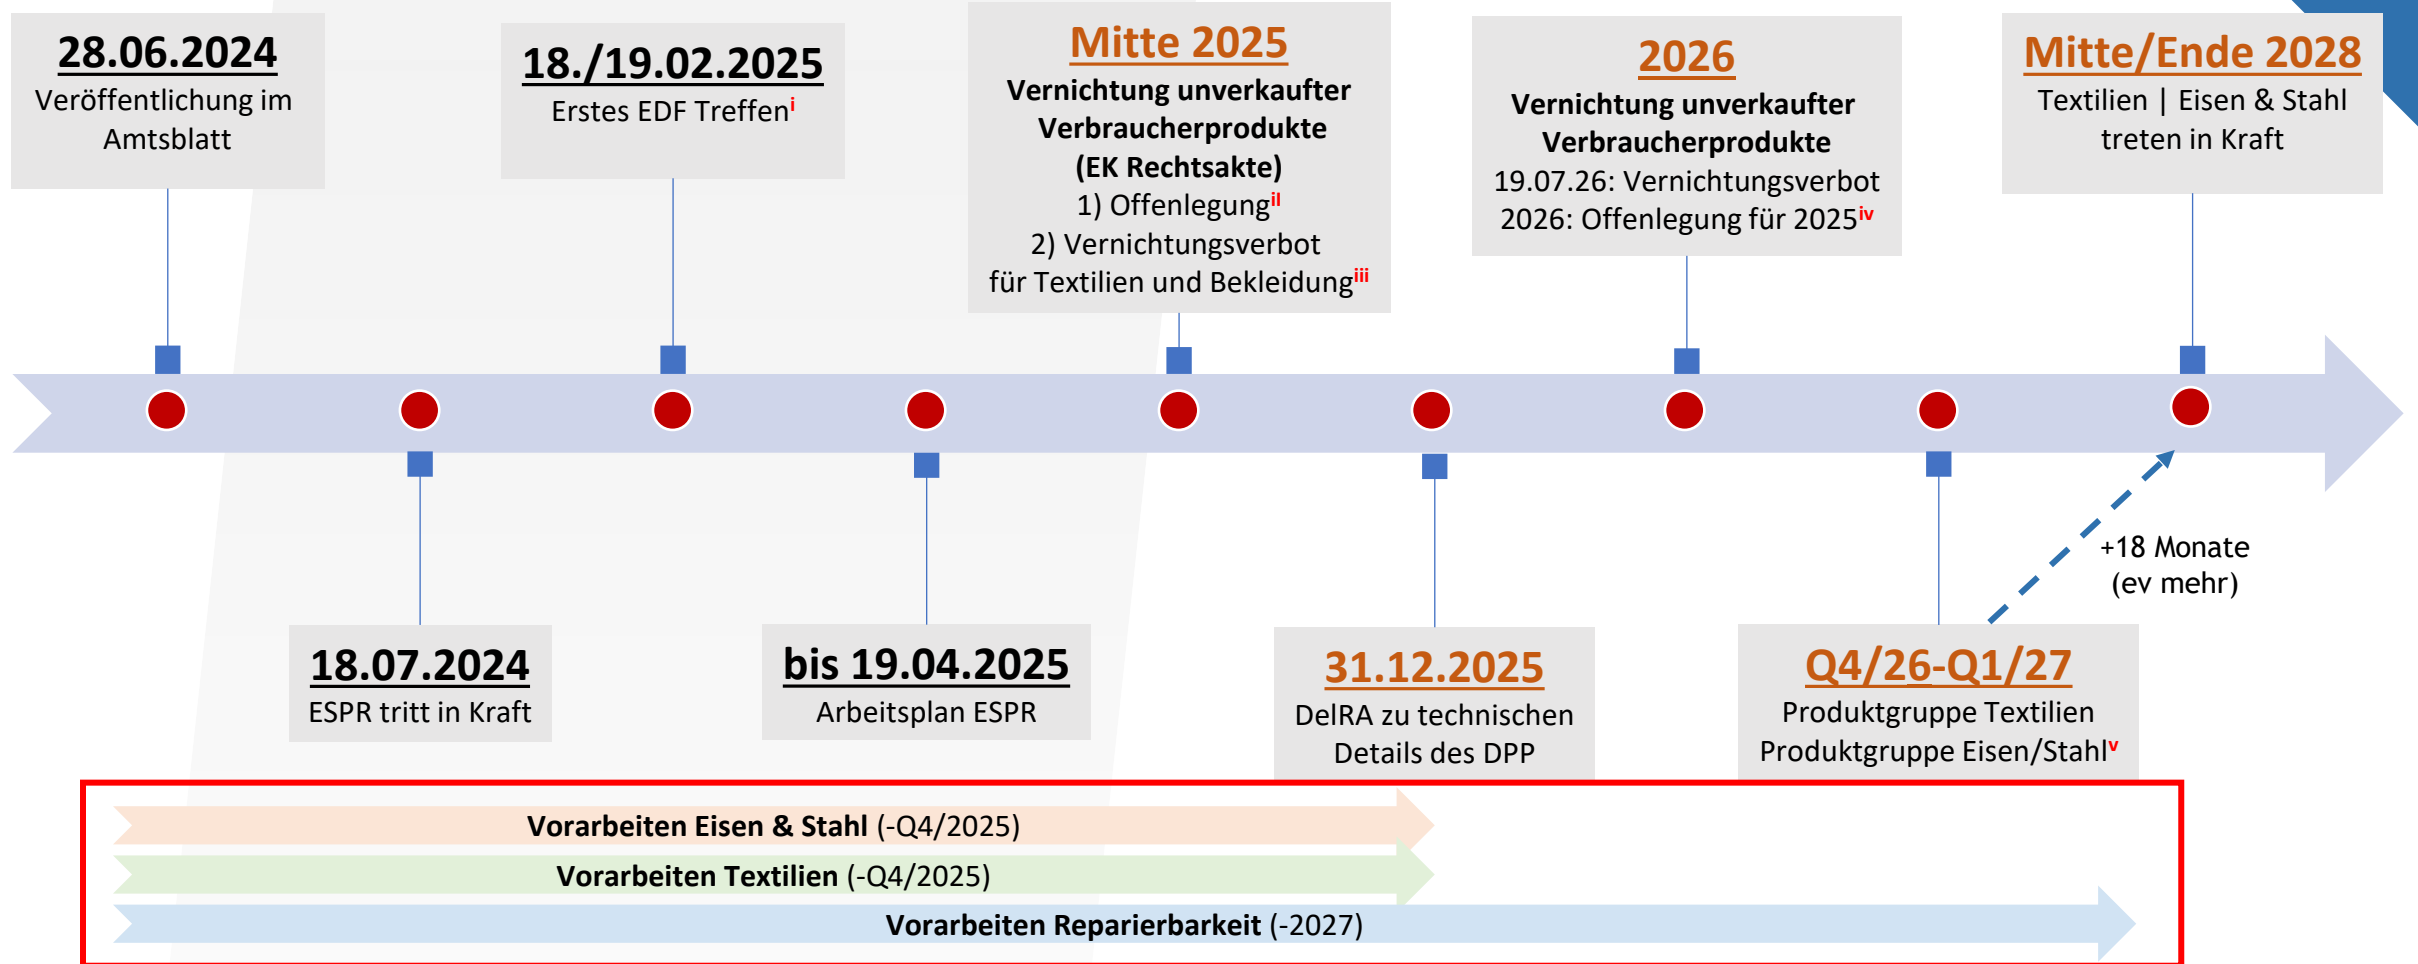 28.06.2024
Veröffentlichung im
Amtsblatt
18./19.02.2025
Erstes EDF Treffenⁱ
Mitte 2025
Vernichtung unverkaufter
Verbraucherprodukte
(EK Rechtsakte)
1) Offenlegungⁱˡ
2) Vernichtungsverbot
für Textilien und Bekleidungⁱⁱⁱ
2026
Vernichtung unverkaufter
Verbraucherprodukte
19.07.26: Vernichtungsverbot
2026: Offenlegung für 2025ⁱᵛ
Mitte/Ende 2028
Textilien | Eisen & Stahl
treten in Kraft
18.07.2024
ESPR tritt in Kraft
bis 19.04.2025
Arbeitsplan ESPR
31.12.2025
DelRA zu technischen
Details des DPP
Q4/26-Q1/27
Produktgruppe Textilien
Produktgruppe Eisen/Stahlᵛ
+18 Monate
(ev mehr)
Vorarbeiten Eisen & Stahl (-Q4/2025)
Vorarbeiten Textilien (-Q4/2025)
Vorarbeiten Reparierbarkeit (-2027)